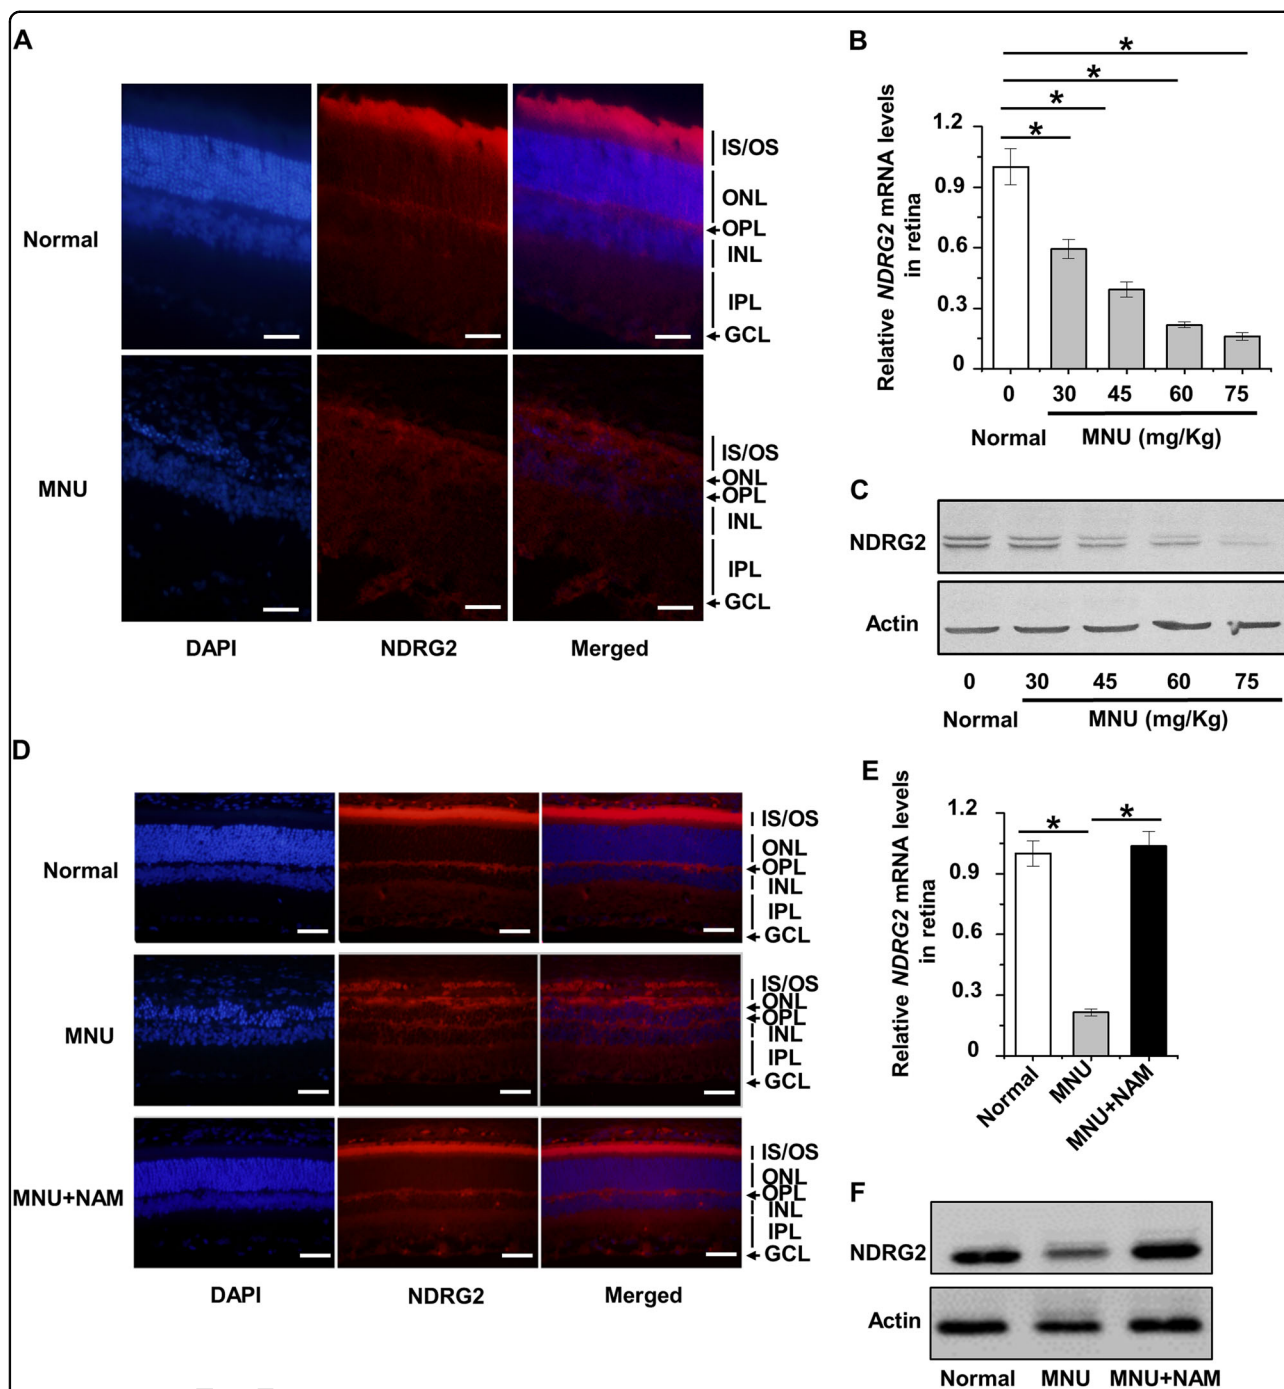 A
Normal
IS/OS
ONL
OPL
INL
IPL
GCL
MNU
IS/OS
ONL
OPL
INL
IPL
GCL
DAPI
NDRG2
Merged
B
Relative NDRG2 mRNA levels
in retina
*
*
*
*
1.2
0.9
0.6
0.3
0
0
30
45
60
75
Normal
MNU (mg/Kg)
C
NDRG2
Actin
0
30
45
60
75
Normal
MNU (mg/Kg)
D
Normal
IS/OS
ONL
OPL
INL
IPL
GCL
MNU
IS/OS
ONL
OPL
INL
IPL
GCL
MNU+NAM
IS/OS
ONL
OPL
INL
IPL
GCL
DAPI
NDRG2
Merged
E
Relative NDRG2 mRNA levels
in retina
*
*
1.2
0.9
0.6
0.3
0
Normal
MNU
MNU+NAM
F
NDRG2
Actin
Normal
MNU
MNU+NAM